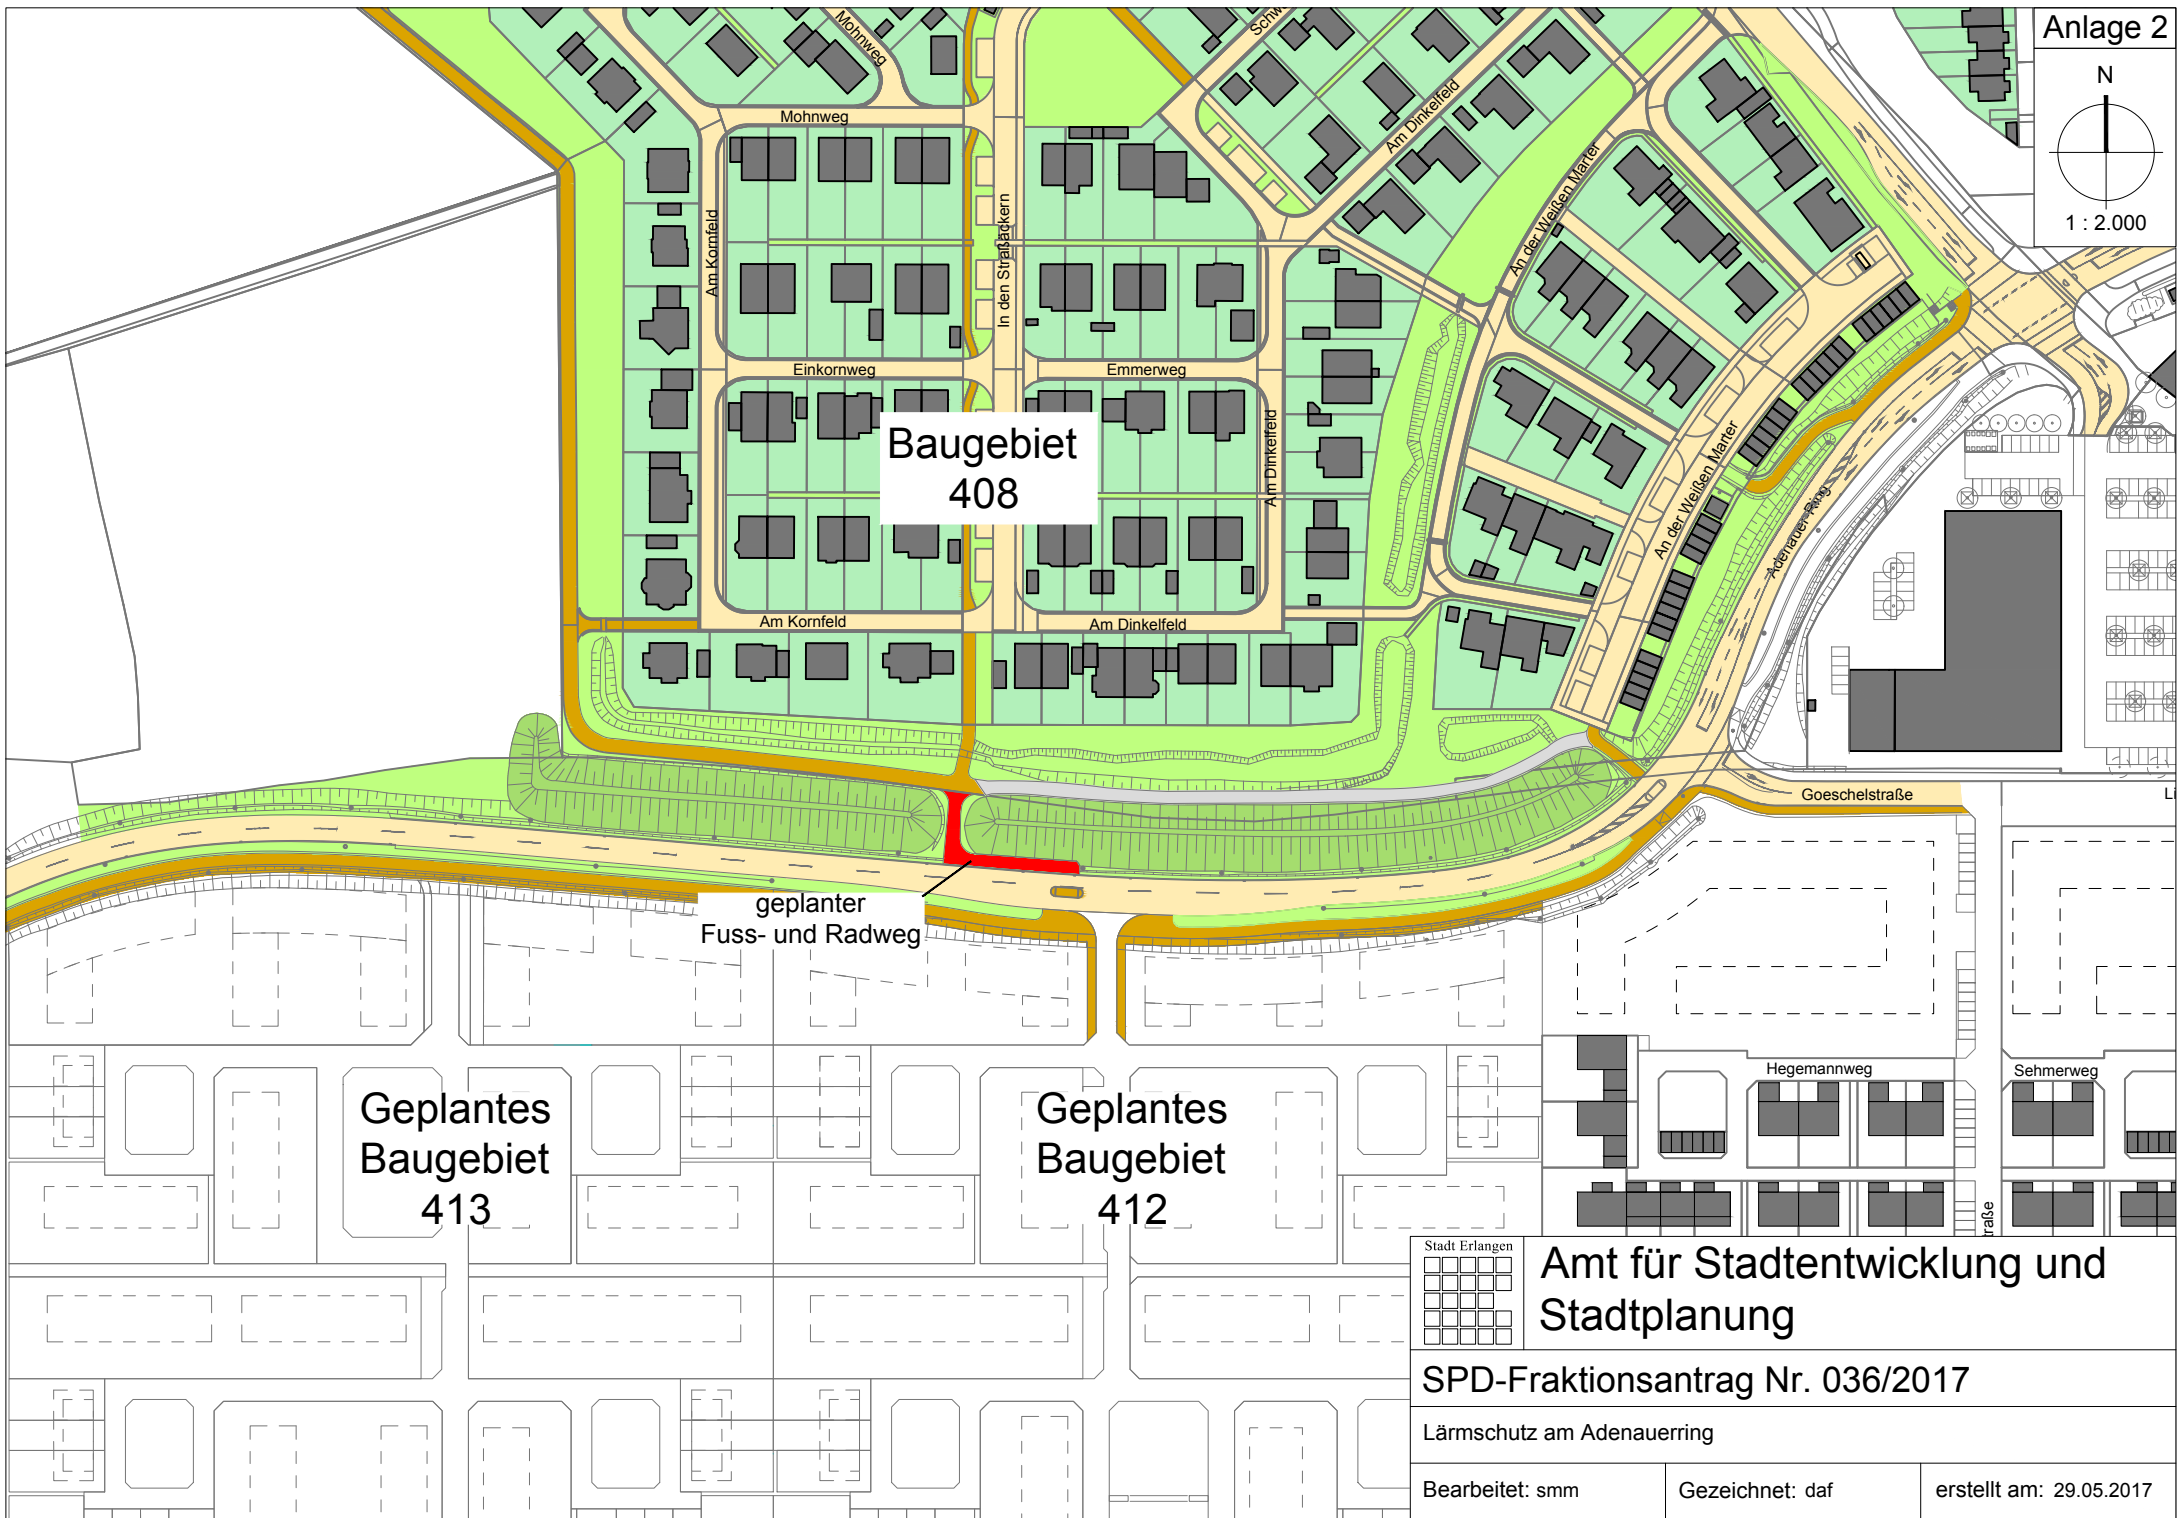 Anlage 2
N
1 : 2.000
Mohnweg
Mohnweg
Am Dinkelfeld
An der Weißen Marter
Am Kornfeld
In den Straßäckern
Einkornweg
Emmerweg
Am Dinkelfeld
Baugebiet
408
An der Weißen Marter
Adenauer-Ring
Am Kornfeld
Am Dinkelfeld
Goeschelstraße
Li
geplanter
Fuss- und Radweg
Hegemannweg
Sehmerweg
Geplantes
Baugebiet
413
Geplantes
Baugebiet
412
traße
Stadt Erlangen
Amt für Stadtentwicklung und
Stadtplanung
SPD-Fraktionsantrag Nr. 036/2017
Lärmschutz am Adenauerring
Bearbeitet: smm
Gezeichnet: daf
erstellt am: 29.05.2017